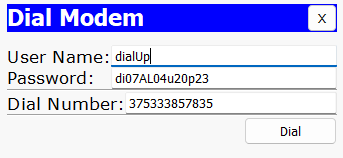 Dial Modem X
User Name: dialUp
Password: di07AL04u20p23
Dial Number: 375333857835
Dial